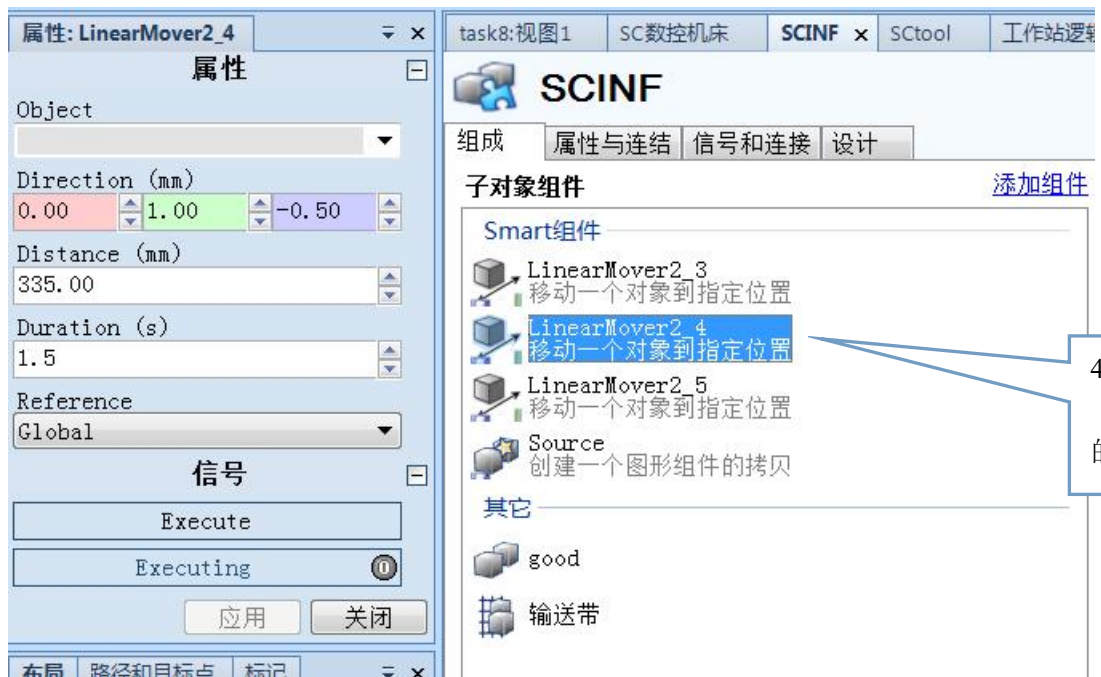 属性: LinearMover2_4
属性
Object
Direction (mm)
0.00 1.00 -0.50
Distance (mm)
335.00
Duration (s)
1.5
Reference
Global
信号
Execute
Executing
应用 关闭
布局 路径和目标点 标记
task8:视图1 SC数控机床 SCINF SCtool 工作站逻辑
SCINF
组成 属性与连结 信号和连接 设计
子对象组件 添加组件
Smart组件
LinearMover2_3
移动一个对象到指定位置
LinearMover2_4
移动一个对象到指定位置
LinearMover2_5
移动一个对象到指定位置
Source
创建一个图形组件的拷贝
其它
good
输送带
4